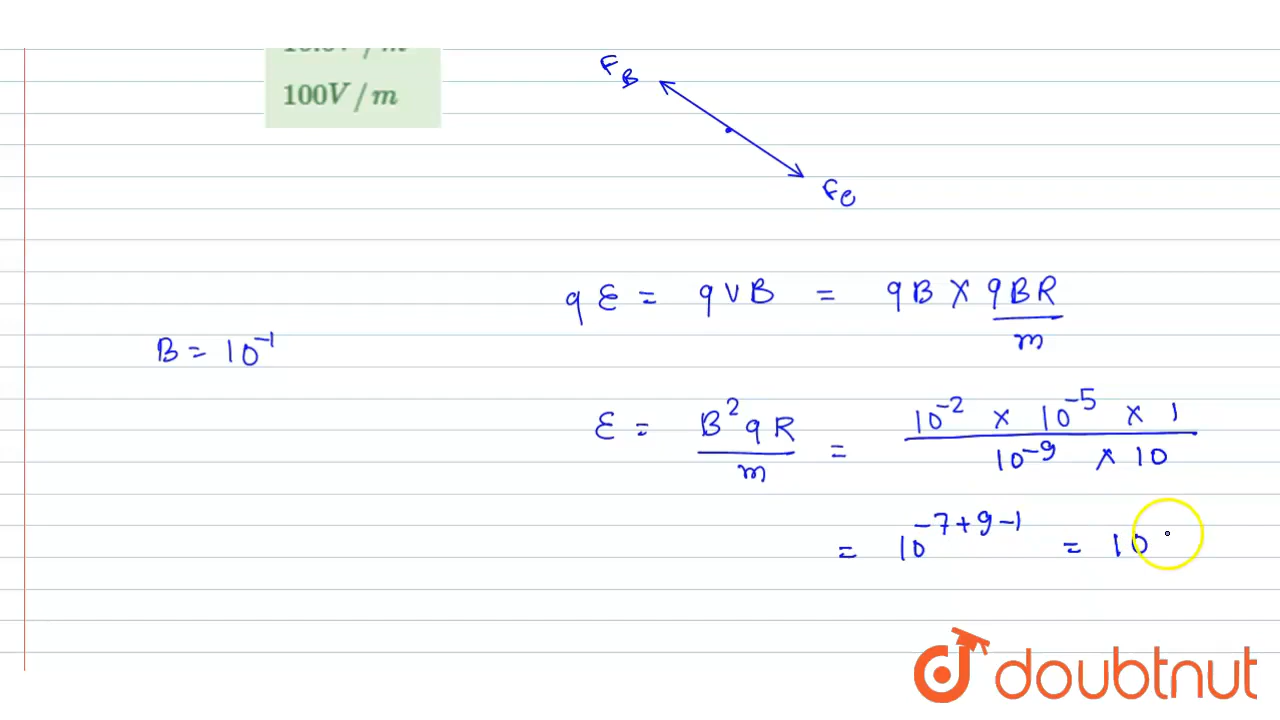 100V/m
F_B
F_e
qε = qVB = qB × qBR/m
B = 10^-1
ε = B^2qR/m = 10^-2 × 10^-5 × 1 / 10^-9 × 10
= 10^-7+9-1 = 10
doubtnut